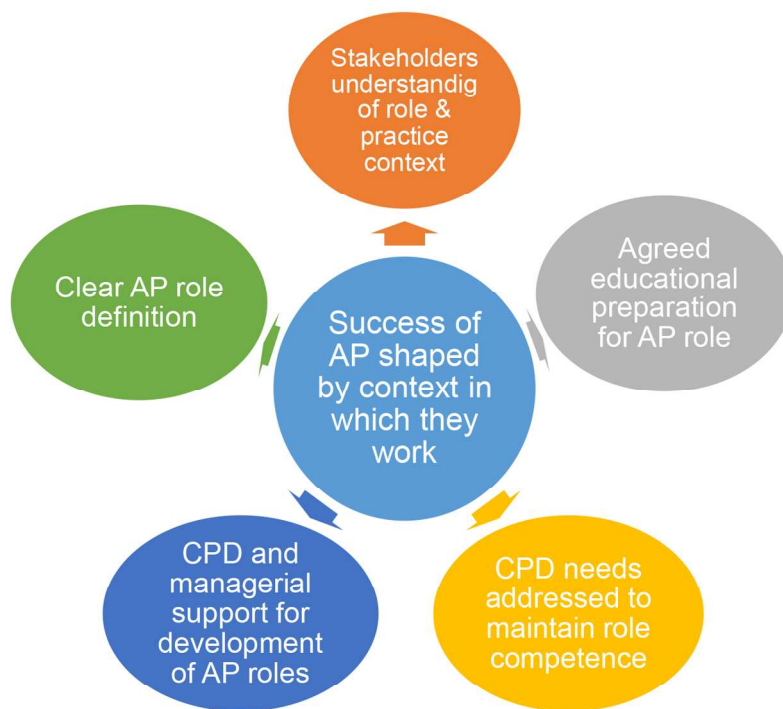 Stakeholders
understandig
of role &
practice
context
Clear AP role
definition
Agreed
educational
preparation
for AP role
Success of
AP shaped
by context in
which they
work
CPD and
managerial
support for
development
of AP roles
CPD needs
addressed to
maintain role
competence